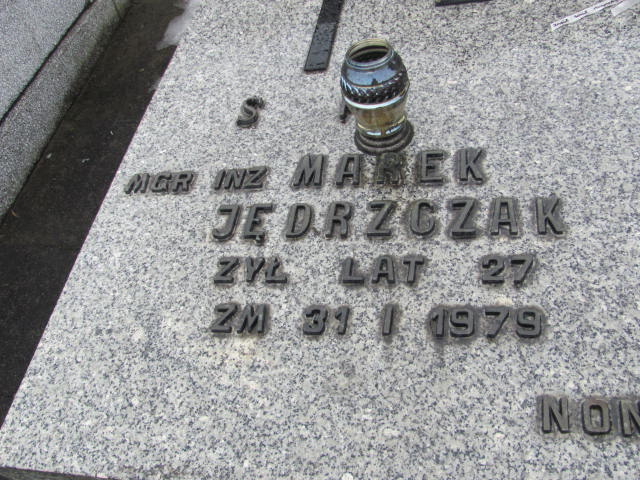 S
MGR INŻ MAREK
JĘDRZCZAK
ŻYŁ LAT 27
ZM 31 I 1979
NON